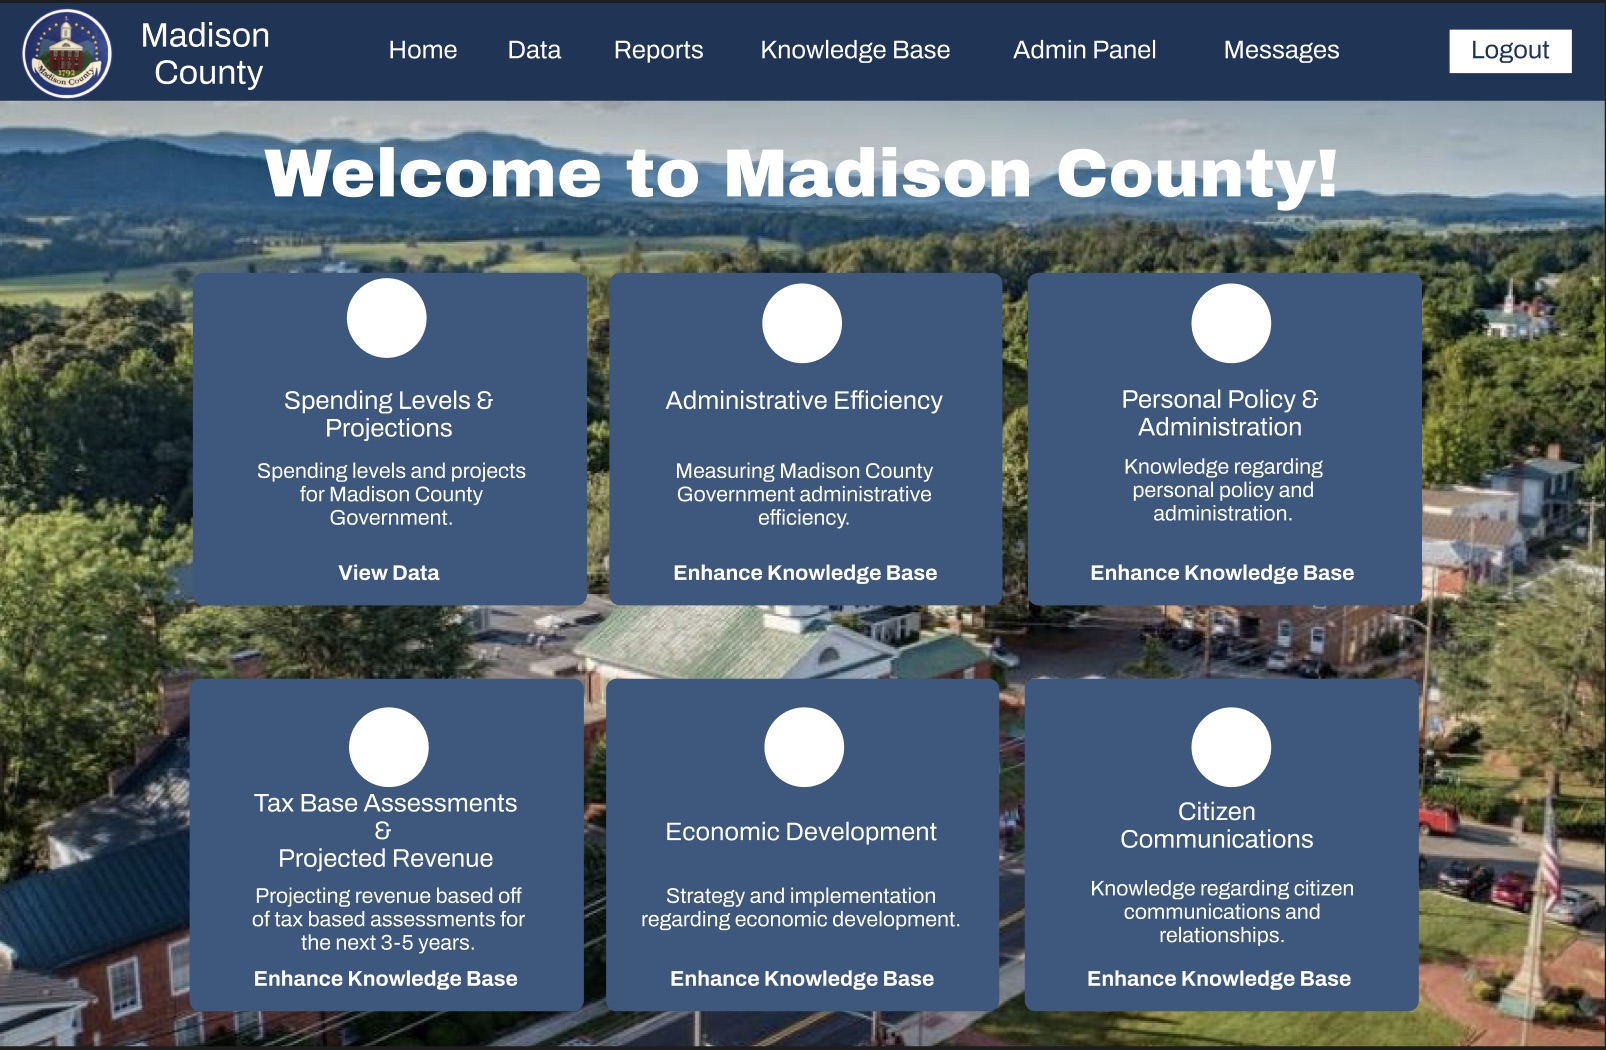 1792
Madison County
Madison
County
Home
Data
Reports
Knowledge Base
Admin Panel
Messages
Logout
Welcome to Madison County!
Spending Levels &
Projections
Spending levels and projects
for Madison County
Government.
View Data
Administrative Efficiency
Measuring Madison County
Government administrative
efficiency.
Enhance Knowledge Base
Personal Policy &
Administration
Knowledge regarding
personal policy and
administration.
Enhance Knowledge Base
Tax Base Assessments
&
Projected Revenue
Projecting revenue based off
of tax based assessments for
the next 3-5 years.
Enhance Knowledge Base
Economic Development
Strategy and implementation
regarding economic development.
Enhance Knowledge Base
Citizen
Communications
Knowledge regarding citizen
communications and
relationships.
Enhance Knowledge Base